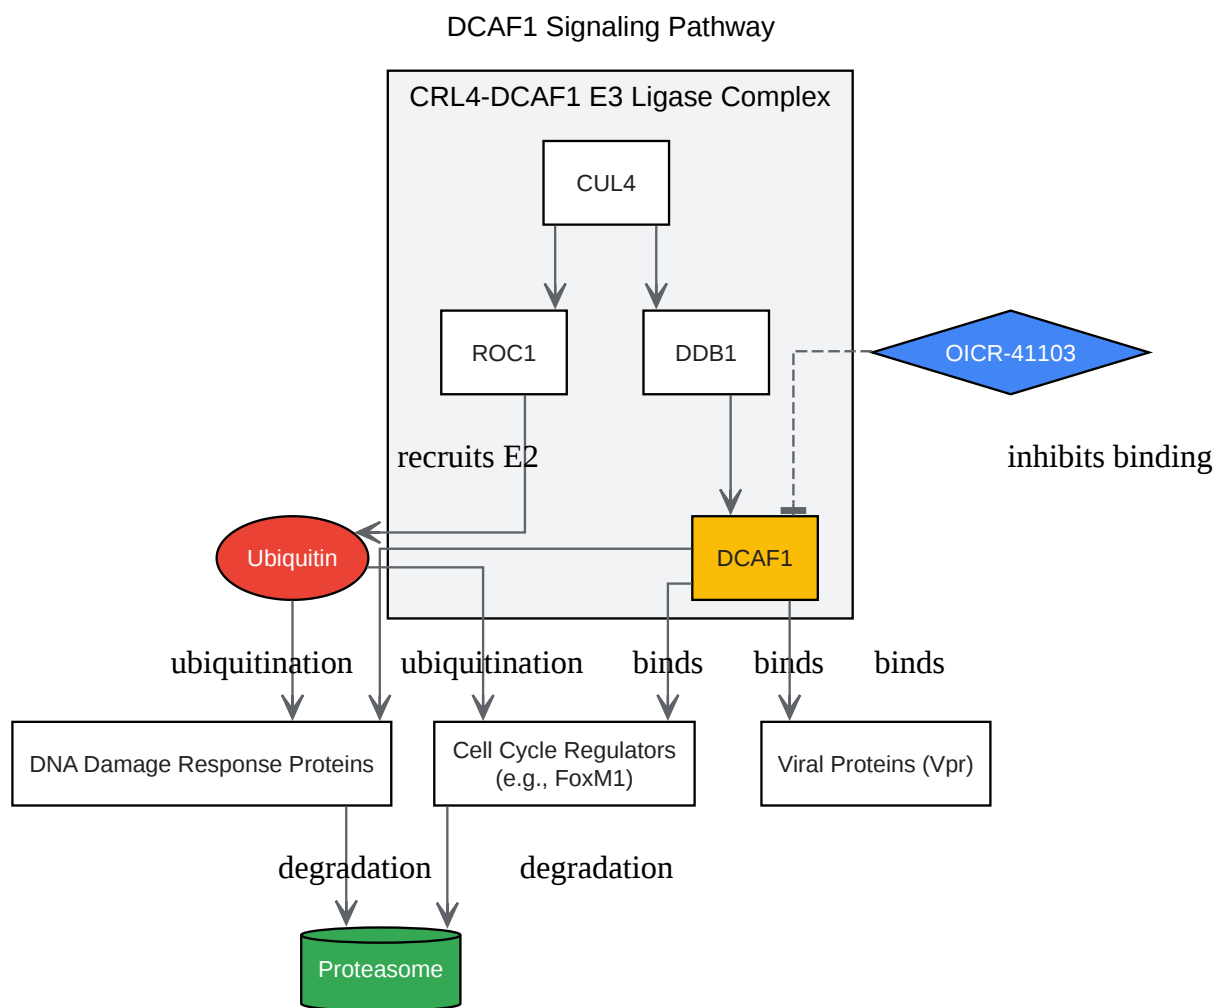 DCAF1 Signaling Pathway
CRL4-DCAF1 E3 Ligase Complex
CUL4
ROC1
DDB1
OICR-41103
recruits E2
inhibits binding
Ubiquitin
DCAF1
ubiquitination
ubiquitination
binds
binds
binds
DNA Damage Response Proteins
Cell Cycle Regulators
(e.g., FoxM1)
Viral Proteins (Vpr)
degradation
degradation
Proteasome